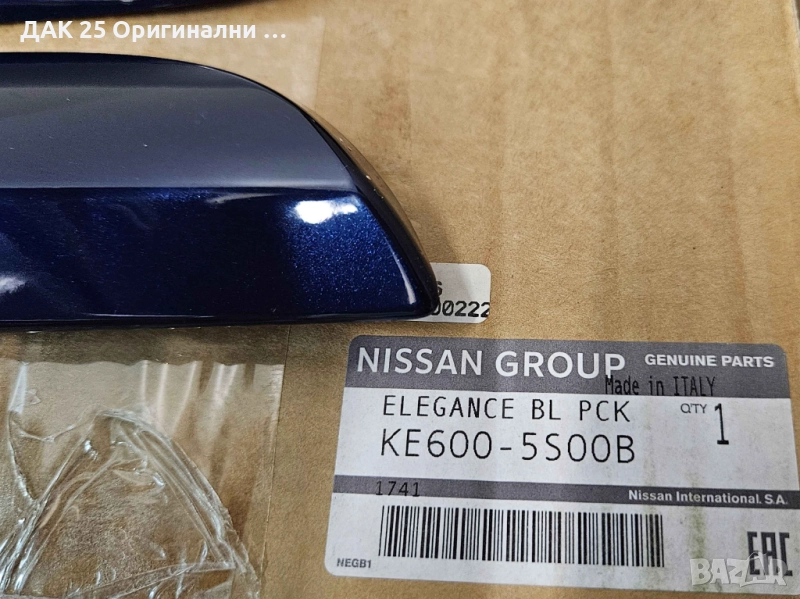 ДАК 25 Оригинални ...
S
00222
NISSAN GROUP GENUINE PARTS
Made in ITALY
ELEGANCE BL PCK QTY 1
KE600-5S00B
1741
Nissan International. S.A.
NEGB1
EAC
BAZAR